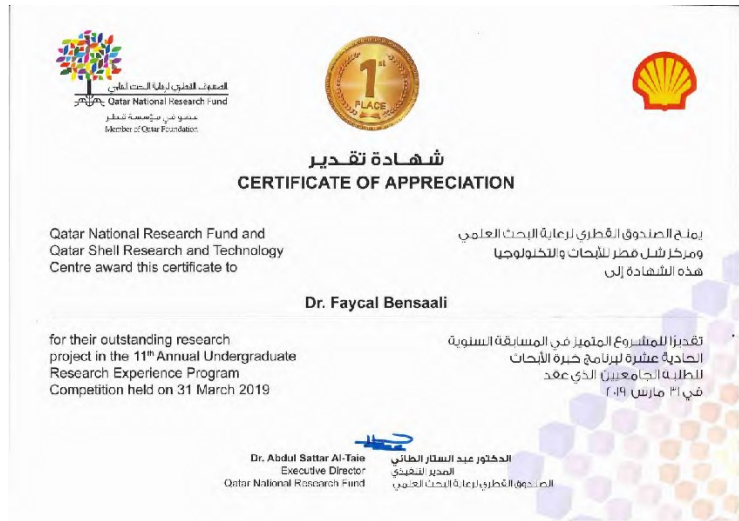 الصندوق القطري لرعاية البحث العلمي
Qatar National Research Fund
عضو في مؤسسة قطر
Member of Qatar Foundation
1st
PLACE
شهادة تقدير
CERTIFICATE OF APPRECIATION
Qatar National Research Fund and
Qatar Shell Research and Technology
Centre award this certificate to
يمنح الصندوق القطري لرعاية البحث العلمي
ومركز شل قطر للأبحاث والتكنولوجيا
هذه الشهادة إلى
Dr. Faycal Bensaali
for their outstanding research
project in the 11th Annual Undergraduate
Research Experience Program
Competition held on 31 March 2019
تقديرًا للمشروع المتميز في المسابقة السنوية
الحادية عشرة لبرنامج خبرة الأبحاث
للطلبة الجامعيين الذي عقد
في ٣١ مارس ٢٠١٩
Dr. Abdul Sattar Al-Taie
Executive Director
Qatar National Research Fund
الدكتور عبد الستار الطائي
المدير التنفيذي
الصندوق القطري لرعاية البحث العلمي